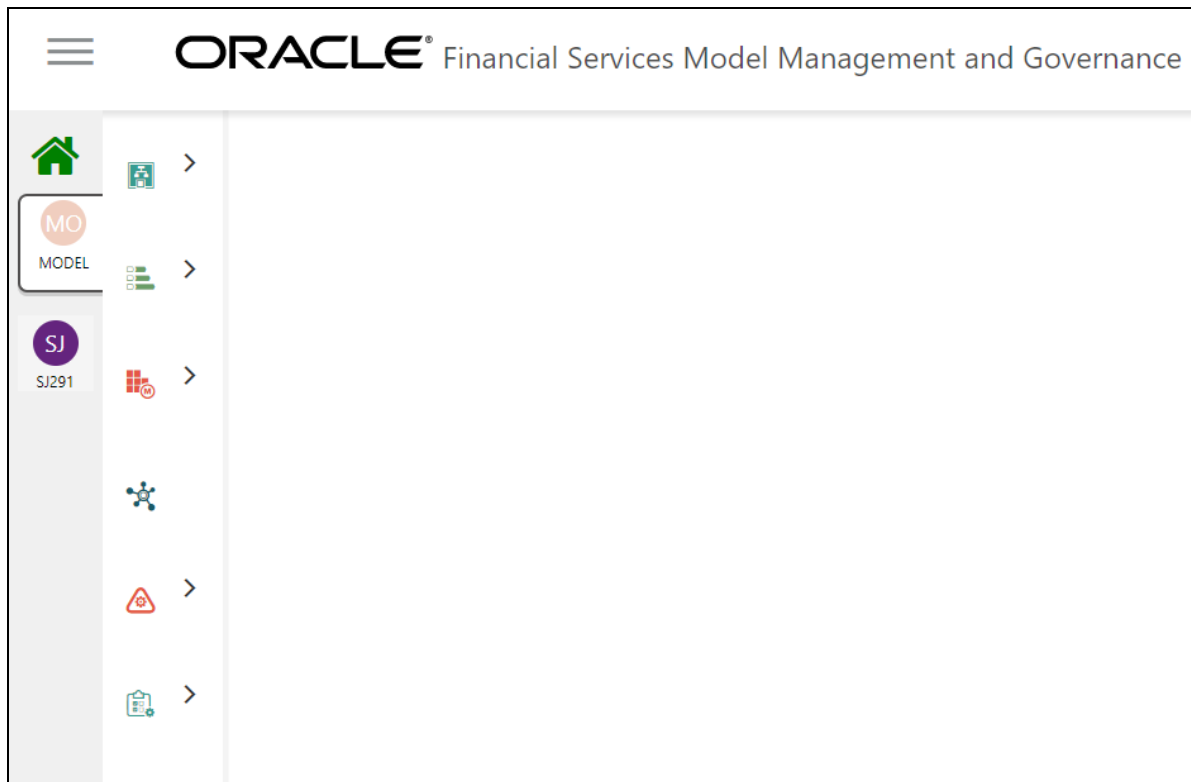 ORACLE® Financial Services Model Management and Governance
MO
MODEL
SJ
SJ291
M